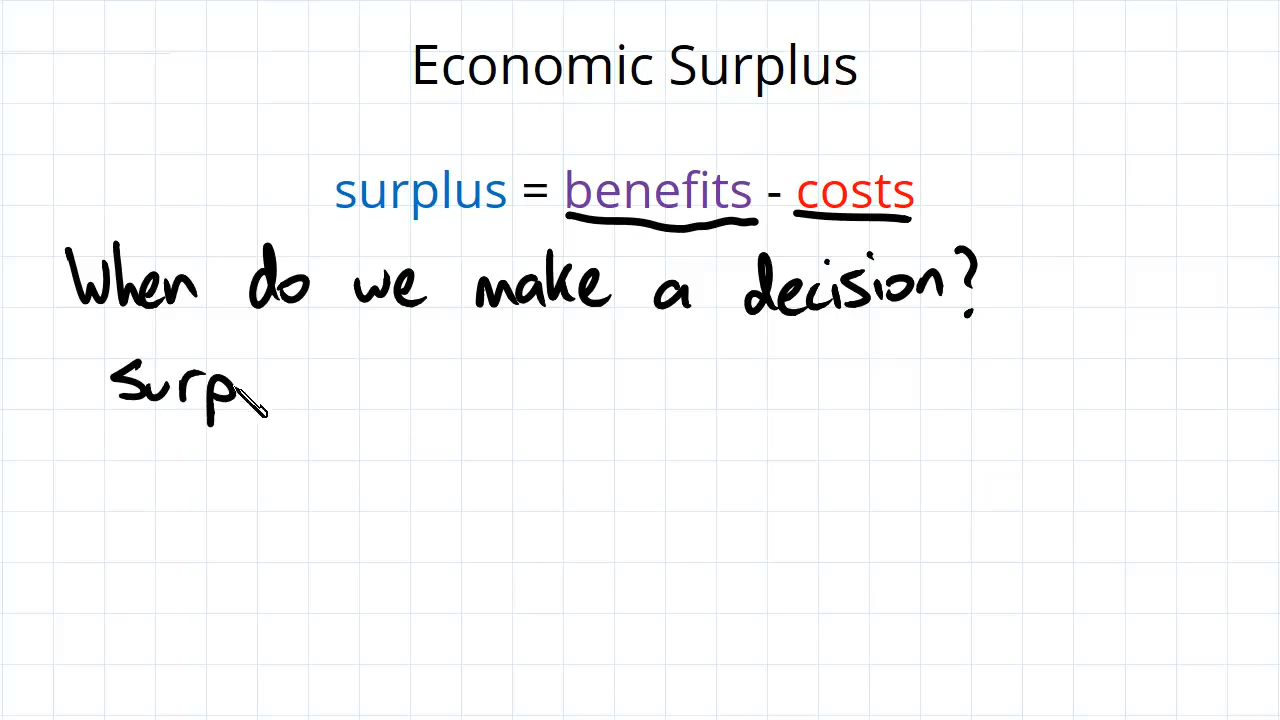 Economic Surplus
surplus = benefits - costs
When do we make a decision?
surp